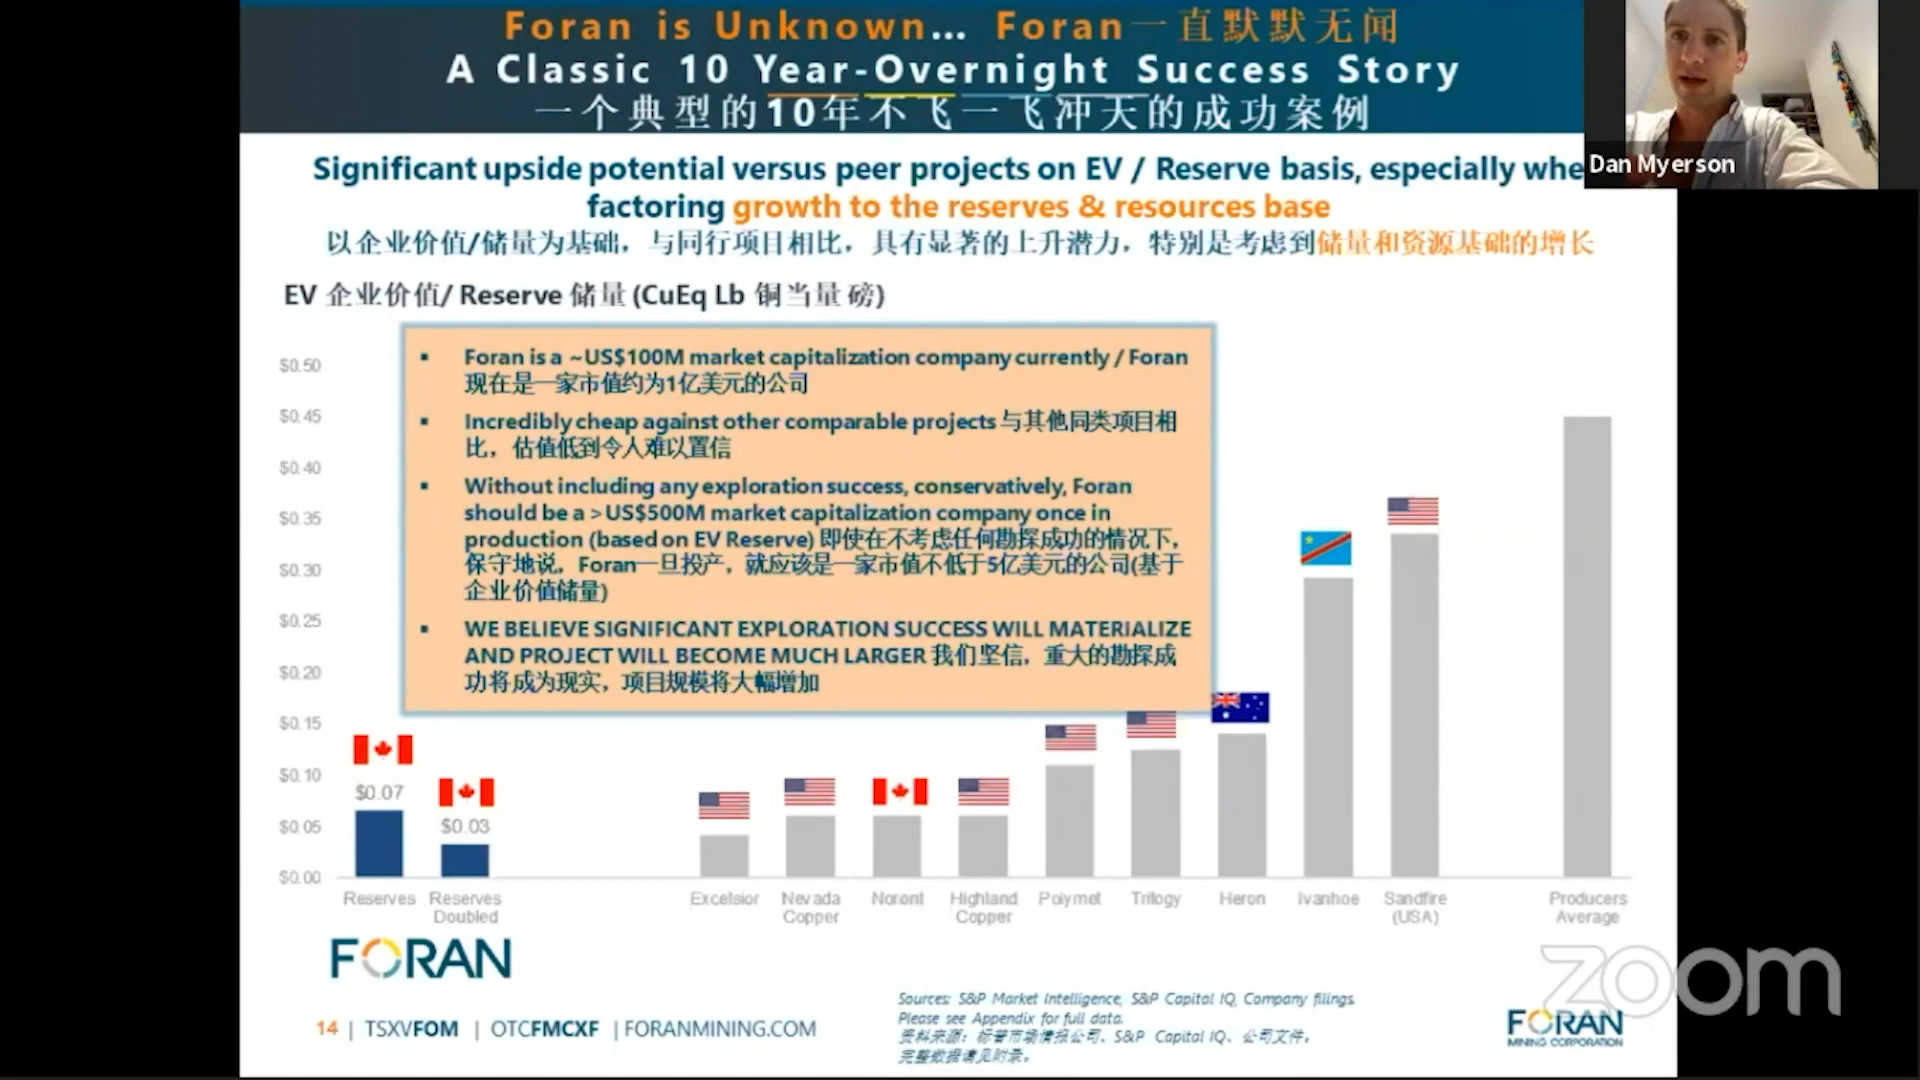 Foran is Unknown... Foran一直默默无闻
A Classic 10 Year-Overnight Success Story
一个典型的10年不飞一飞冲天的成功案例
Dan Myerson
Significant upside potential versus peer projects on EV / Reserve basis, especially whe
factoring growth to the reserves & resources base
以企业价值/储量为基础，与同行项目相比，具有显著的上升潜力，特别是考虑到储量和资源基础的增长
EV 企业价值/ Reserve 储量 (CuEq Lb 铜当量 磅)
▪ Foran is a ~US$100M market capitalization company currently / Foran
现在是一家市值约为1亿美元的公司
▪ Incredibly cheap against other comparable projects 与其他同类项目相
比，估值低到令人难以置信
▪ Without including any exploration success, conservatively, Foran
should be a >US$500M market capitalization company once in
production (based on EV Reserve) 即使在不考虑任何勘探成功的情况下，
保守地说，Foran一旦投产，就应该是一家市值不低于5亿美元的公司(基于
企业价值储量)
▪ WE BELIEVE SIGNIFICANT EXPLORATION SUCCESS WILL MATERIALIZE
AND PROJECT WILL BECOME MUCH LARGER 我们坚信，重大的勘探成
功将成为现实，项目规模将大幅增加
$0.50
$0.45
$0.40
$0.35
$0.30
$0.25
$0.20
$0.15
$0.10
$0.05
$0.00
$0.07
$0.03
Reserves
Reserves
Doubled
Excelsior
Nevada
Copper
Noront
Highland
Copper
Polymet
Trilogy
Heron
Ivanhoe
Sandfire
(USA)
Producers
Average
FORAN
14 | TSXVFOM | OTCFMCXF | FORANMINING.COM
Sources: S&P Market Intelligence, S&P Capital IQ, Company filings.
Please see Appendix for full data.
资料来源：标普市场情报公司、S&P Capital IQ、公司文件。
完整数据请见附录。
zoom
FORAN
MINING CORPORATION